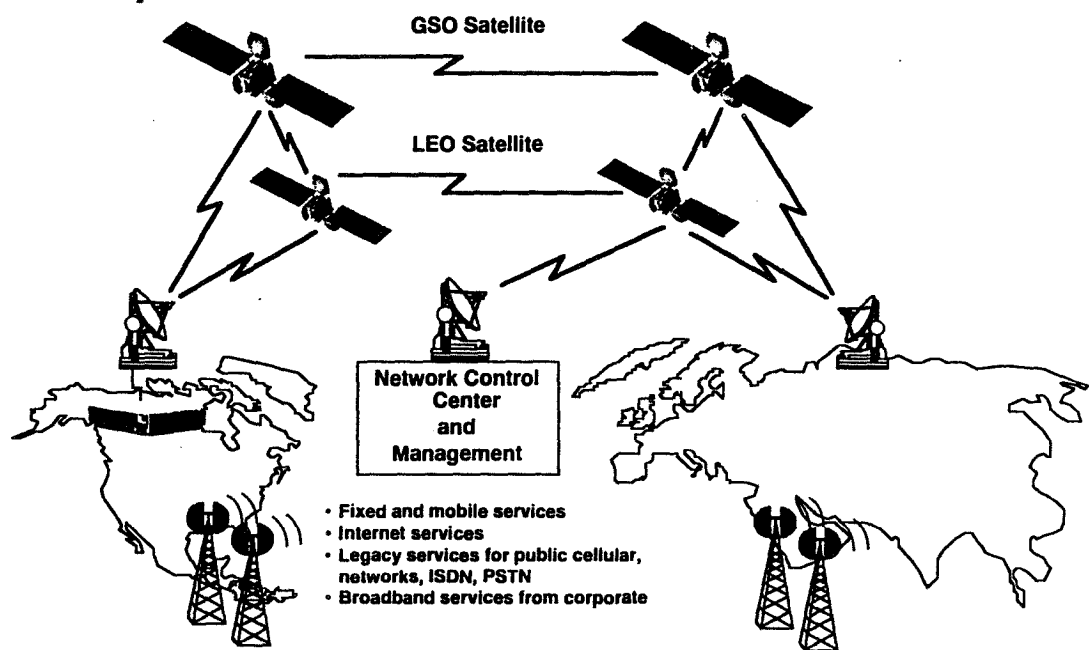 GSO Satellite
LEO Satellite
Network Control
Center
and
Management
• Fixed and mobile services
• Internet services
• Legacy services for public cellular,
networks, ISDN, PSTN
• Broadband services from corporate